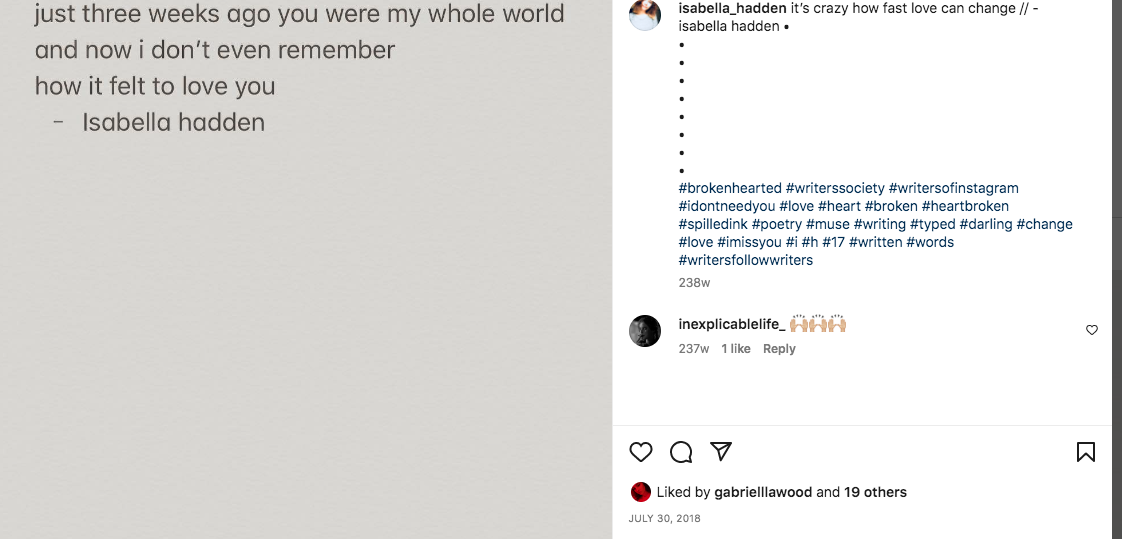 just three weeks ago you were my whole world
and now i don't even remember
how it felt to love you
– Isabella hadden
isabella_hadden it's crazy how fast love can change // -
isabella hadden •
•
•
•
•
•
•
•
•
#brokenhearted #writerssociety #writersofinstagram
#idontneedyou #love #heart #broken #heartbroken
#spilledink #poetry #muse #writing #typed #darling #change
#love #imissyou #i #h #17 #written #words
#writersfollowwriters
238w
inexplicablelife_ 🙌🏼🙌🏼🙌🏼
237w 1 like Reply
Liked by gabrielllawood and 19 others
JULY 30, 2018